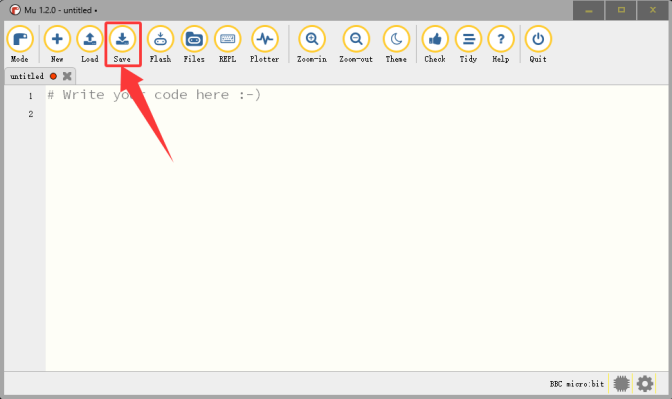 Mu 1.2.0 - untitled •
Mode New Load Save Flash Files REPL Plotter Zoom-in Zoom-out Theme Check Tidy Help Quit
untitled
1 # Write your code here :-)
2
BBC micro:bit